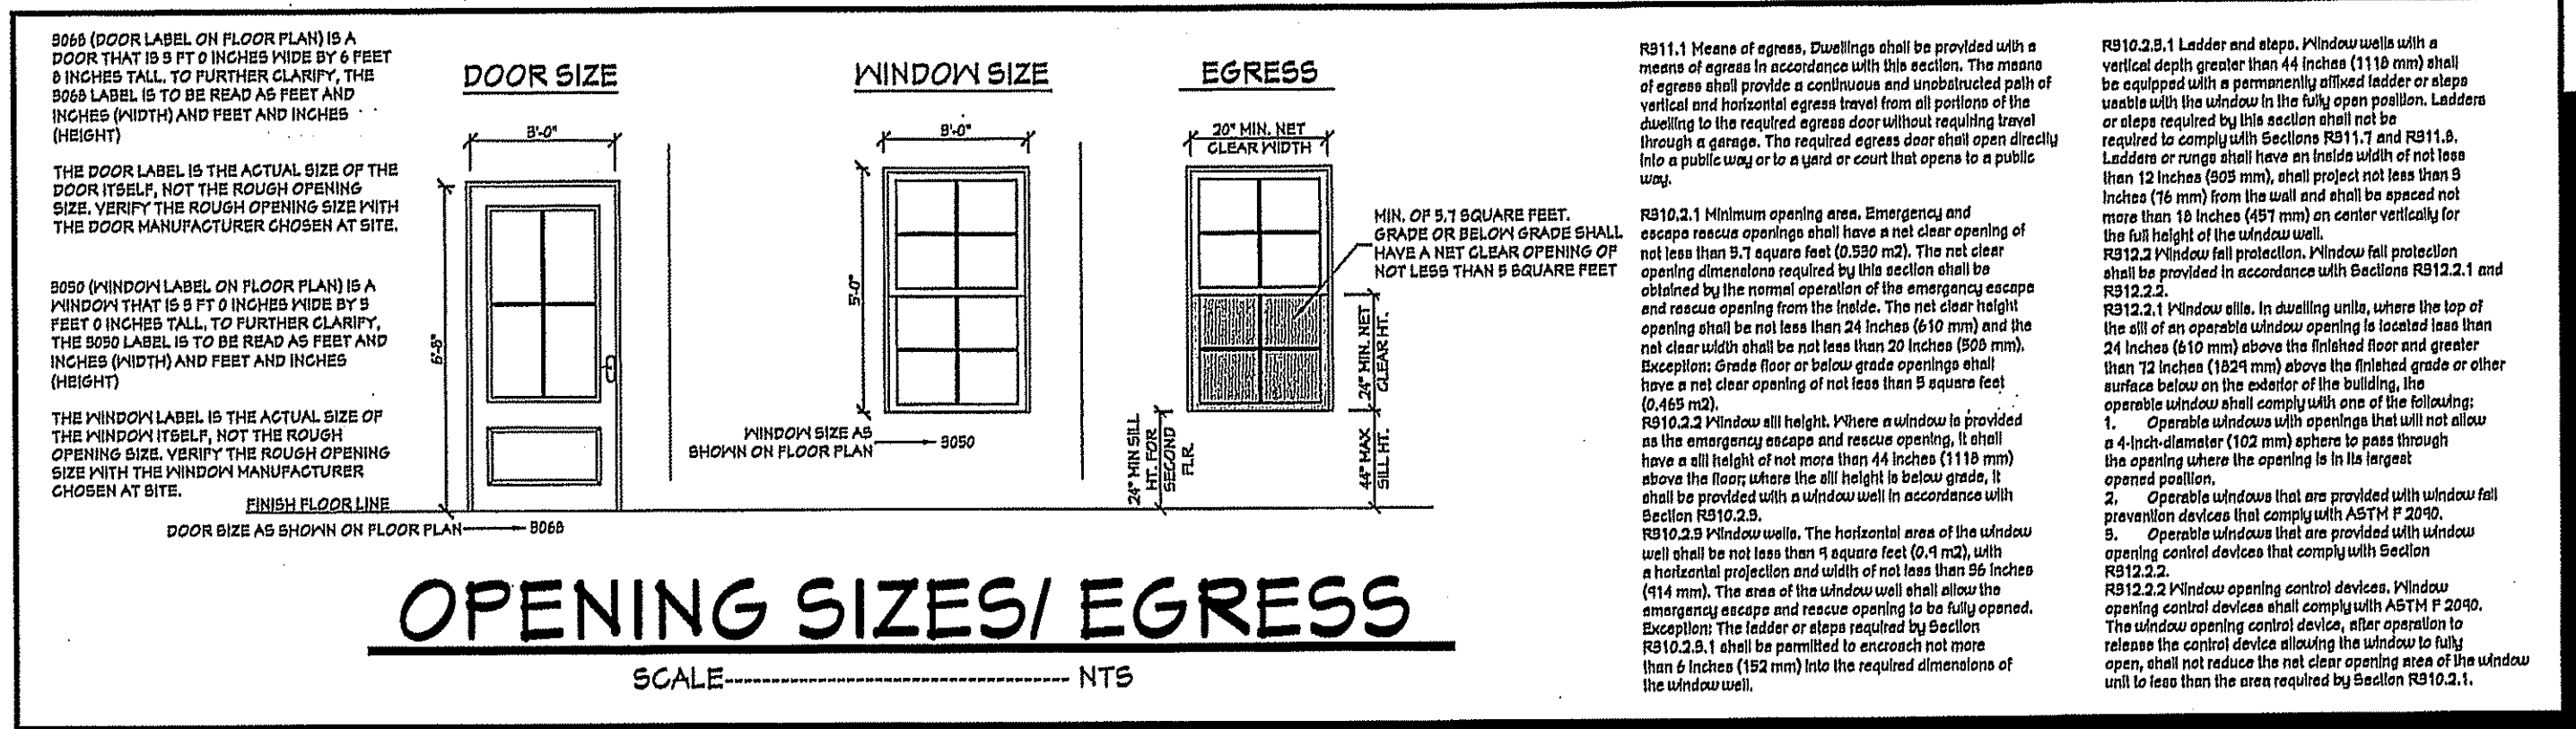 3068 (DOOR LABEL ON FLOOR PLAN) IS A
DOOR THAT IS 3 FT 0 INCHES WIDE BY 6 FEET
8 INCHES TALL. TO FURTHER CLARIFY, THE
3068 LABEL IS TO BE READ AS FEET AND
INCHES (WIDTH) AND FEET AND INCHES
(HEIGHT)
THE DOOR LABEL IS THE ACTUAL SIZE OF THE
DOOR ITSELF, NOT THE ROUGH OPENING
SIZE. VERIFY THE ROUGH OPENING SIZE WITH
THE DOOR MANUFACTURER CHOSEN AT SITE.
3050 (WINDOW LABEL ON FLOOR PLAN) IS A
WINDOW THAT IS 3 FT 0 INCHES WIDE BY 5
FEET 0 INCHES TALL. TO FURTHER CLARIFY,
THE 3050 LABEL IS TO BE READ AS FEET AND
INCHES (WIDTH) AND FEET AND INCHES
(HEIGHT)
THE WINDOW LABEL IS THE ACTUAL SIZE OF
THE WINDOW ITSELF, NOT THE ROUGH
OPENING SIZE. VERIFY THE ROUGH OPENING
SIZE WITH THE WINDOW MANUFACTURER
CHOSEN AT SITE.
FINISH FLOOR LINE
DOOR SIZE AS SHOWN ON FLOOR PLAN
3068
DOOR SIZE
3'-0"
6'-8"
WINDOW SIZE
3'-0"
5'-0"
WINDOW SIZE AS
SHOWN ON FLOOR PLAN
3050
EGRESS
20" MIN. NET
CLEAR WIDTH
MIN. OF 5.7 SQUARE FEET.
GRADE OR BELOW GRADE SHALL
HAVE A NET CLEAR OPENING OF
NOT LESS THAN 5 SQUARE FEET
24" MIN. NET
CLEAR HT.
24" MIN SILL
HT. FOR
SECOND
FLR.
44" MAX
SILL HT.
OPENING SIZES/ EGRESS
SCALE------------------------------------- NTS
R311.1 Means of egress. Dwellings shall be provided with a
means of egress in accordance with this section. The means
of egress shall provide a continuous and unobstructed path of
vertical and horizontal egress travel from all portions of the
dwelling to the required egress door without requiring travel
through a garage. The required egress door shall open directly
into a public way or to a yard or court that opens to a public
way.
R310.2.1 Minimum opening area. Emergency and
escape rescue openings shall have a net clear opening of
not less than 5.7 square feet (0.530 m2). The net clear
opening dimensions required by this section shall be
obtained by the normal operation of the emergency escape
and rescue opening from the inside. The net clear height
opening shall be not less than 24 inches (610 mm) and the
net clear width shall be not less than 20 inches (508 mm).
Exception: Grade floor or below grade openings shall
have a net clear opening of not less than 5 square feet
(0.465 m2).
R310.2.2 Window sill height. Where a window is provided
as the emergency escape and rescue opening, it shall
have a sill height of not more than 44 inches (1118 mm)
above the floor; where the sill height is below grade, it
shall be provided with a window well in accordance with
Section R310.2.3.
R310.2.3 Window wells. The horizontal area of the window
well shall be not less than 9 square feet (0.9 m2), with
a horizontal projection and width of not less than 36 inches
(914 mm). The area of the window well shall allow the
emergency escape and rescue opening to be fully opened.
Exception: The ladder or steps required by Section
R310.2.3.1 shall be permitted to encroach not more
than 6 inches (152 mm) into the required dimensions of
the window well.
R310.2.3.1 Ladder and steps. Window wells with a
vertical depth greater than 44 inches (1118 mm) shall
be equipped with a permanently affixed ladder or steps
usable with the window in the fully open position. Ladders
or steps required by this section shall not be
required to comply with Sections R311.7 and R311.8.
Ladders or rungs shall have an inside width of not less
than 12 inches (305 mm), shall project not less than 3
inches (76 mm) from the wall and shall be spaced not
more than 18 inches (457 mm) on center vertically for
the full height of the window well.
R312.2 Window fall protection. Window fall protection
shall be provided in accordance with Sections R312.2.1 and
R312.2.2.
R312.2.1 Window sills. In dwelling units, where the top of
the sill of an operable window opening is located less than
24 inches (610 mm) above the finished floor and greater
than 72 inches (1829 mm) above the finished grade or other
surface below on the exterior of the building, the
operable window shall comply with one of the following:
1. Operable windows with openings that will not allow
a 4-inch-diameter (102 mm) sphere to pass through
the opening where the opening is in its largest
opened position.
2. Operable windows that are provided with window fall
prevention devices that comply with ASTM F 2090.
3. Operable windows that are provided with window
opening control devices that comply with Section
R312.2.2.
R312.2.2 Window opening control devices. Window
opening control devices shall comply with ASTM F 2090.
The window opening control device, after operation to
release the control device allowing the window to fully
open, shall not reduce the net clear opening area of the window
unit to less than the area required by Section R310.2.1.